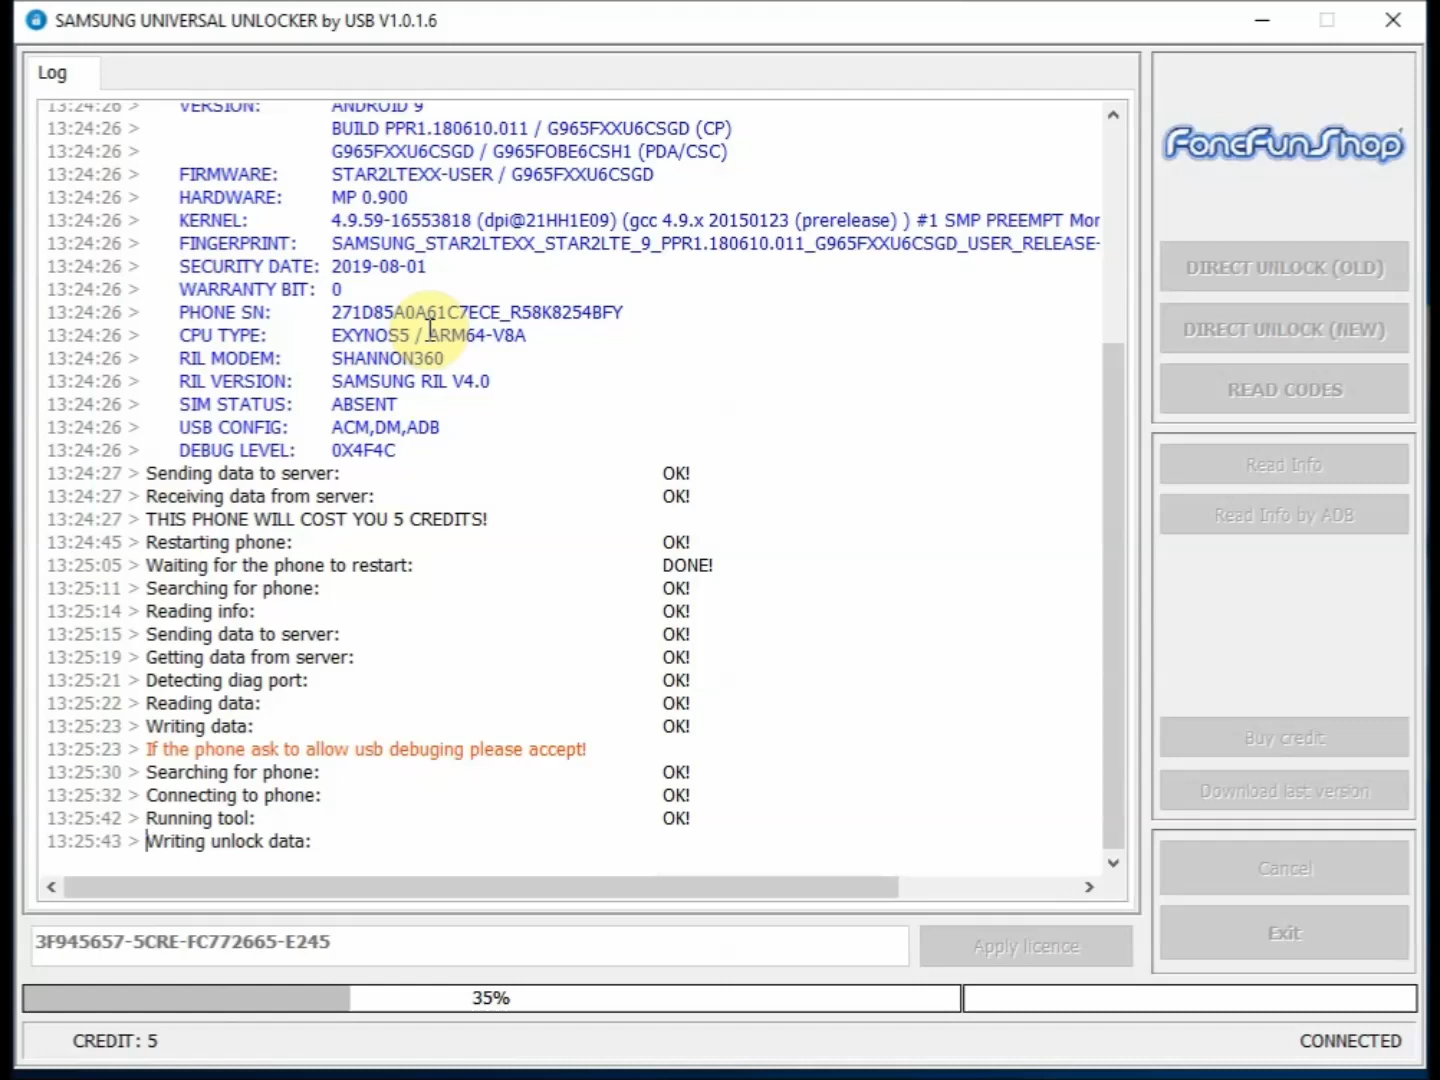 SAMSUNG UNIVERSAL UNLOCKER by USB V1.0.1.6
Log
13:24:26 > VERSION: ANDROID 9
13:24:26 > BUILD PPR1.180610.011 / G965FXXU6CSGD (CP)
13:24:26 > G965FXXU6CSGD / G965FOBE6CSH1 (PDA/CSC)
13:24:26 > FIRMWARE: STAR2LTEXX-USER / G965FXXU6CSGD
13:24:26 > HARDWARE: MP 0.900
13:24:26 > KERNEL: 4.9.59-16553818 (dpi@21HH1E09) (gcc 4.9.x 20150123 (prerelease) ) #1 SMP PREEMPT Mor
13:24:26 > FINGERPRINT: SAMSUNG_STAR2LTEXX_STAR2LTE_9_PPR1.180610.011_G965FXXU6CSGD_USER_RELEASE-
13:24:26 > SECURITY DATE: 2019-08-01
13:24:26 > WARRANTY BIT: 0
13:24:26 > PHONE SN: 271D85A0A61C7ECE_R58K8254BFY
13:24:26 > CPU TYPE: EXYNOS5 / ARM64-V8A
13:24:26 > RIL MODEM: SHANNON360
13:24:26 > RIL VERSION: SAMSUNG RIL V4.0
13:24:26 > SIM STATUS: ABSENT
13:24:26 > USB CONFIG: ACM,DM,ADB
13:24:26 > DEBUG LEVEL: 0X4F4C
13:24:27 > Sending data to server: OK!
13:24:27 > Receiving data from server: OK!
13:24:27 > THIS PHONE WILL COST YOU 5 CREDITS!
13:24:45 > Restarting phone: OK!
13:25:05 > Waiting for the phone to restart: DONE!
13:25:11 > Searching for phone: OK!
13:25:14 > Reading info: OK!
13:25:15 > Sending data to server: OK!
13:25:19 > Getting data from server: OK!
13:25:21 > Detecting diag port: OK!
13:25:22 > Reading data: OK!
13:25:23 > Writing data: OK!
13:25:23 > If the phone ask to allow usb debuging please accept!
13:25:30 > Searching for phone: OK!
13:25:32 > Connecting to phone: OK!
13:25:42 > Running tool: OK!
13:25:43 > Writing unlock data:
3F945657-5CRE-FC772665-E245
Apply licence
35%
CREDIT: 5
CONNECTED
FoneFunShop
DIRECT UNLOCK (OLD)
DIRECT UNLOCK (NEW)
READ CODES
Read Info
Read Info by ADB
Buy credit
Download last version
Cancel
Exit